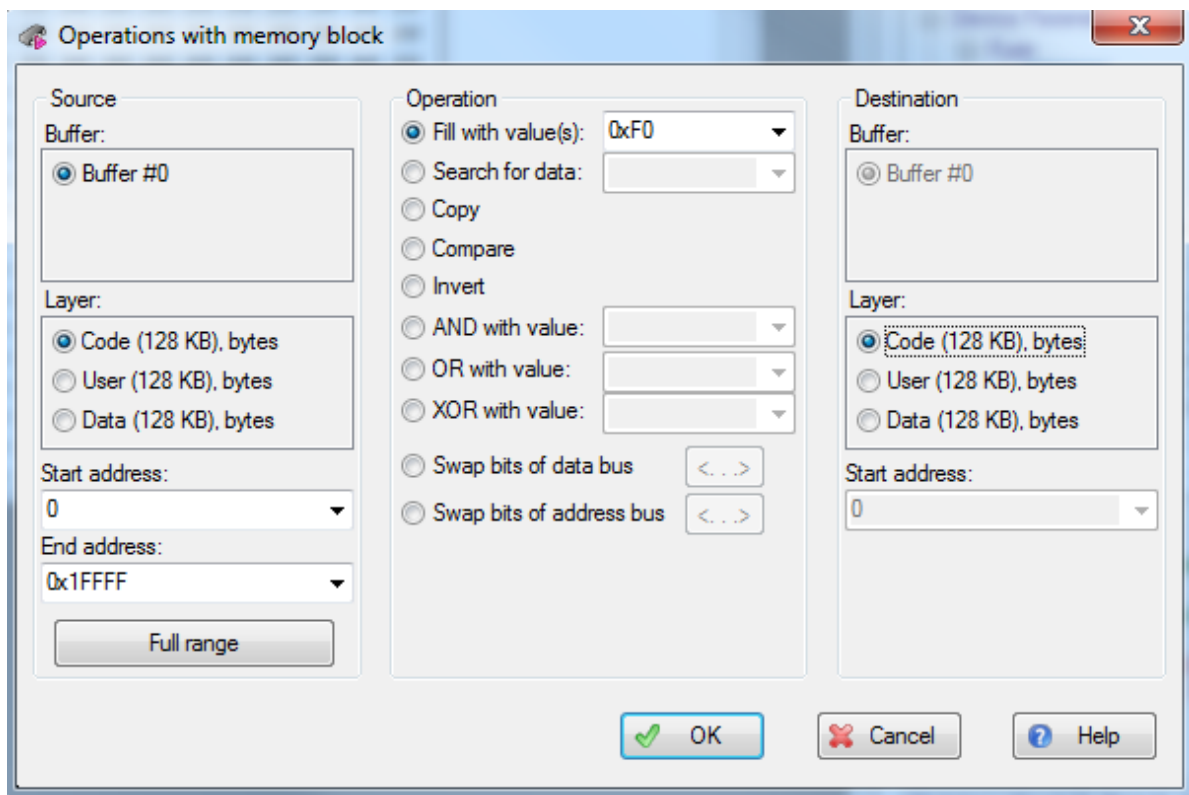 Operations with memory block
Source
Buffer:
Buffer #0
Layer:
Code (128 KB), bytes
User (128 KB), bytes
Data (128 KB), bytes
Start address:
0
End address:
0x1FFFF
Full range
Operation
Fill with value(s): 0xF0
Search for data:
Copy
Compare
Invert
AND with value:
OR with value:
XOR with value:
Swap bits of data bus <...>
Swap bits of address bus <...>
Destination
Buffer:
Buffer #0
Layer:
Code (128 KB), bytes
User (128 KB), bytes
Data (128 KB), bytes
Start address:
0
OK
Cancel
Help